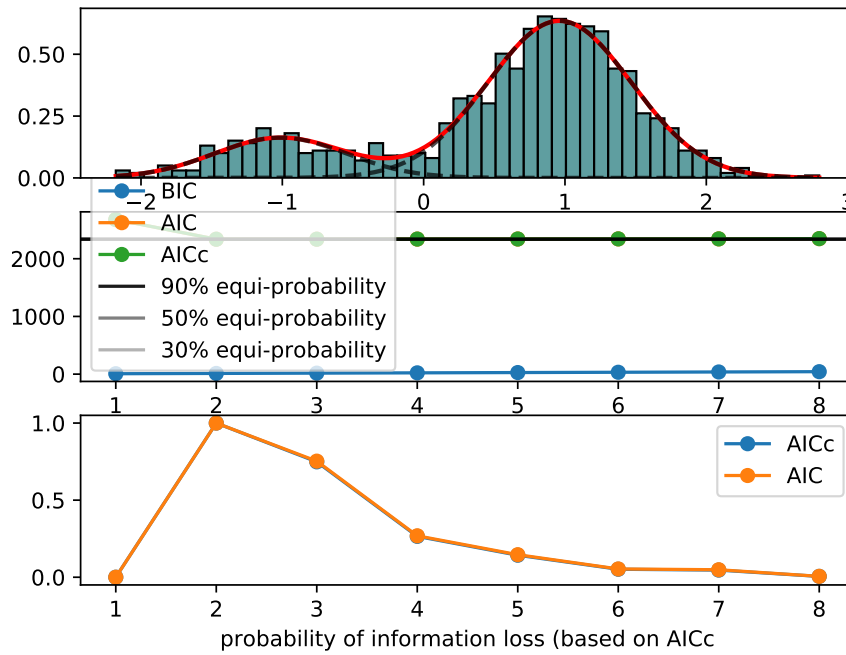 0.50
0.25
0.00
−2 −1 0 1 2 3
BIC
AIC
AICc
90% equi-probability
50% equi-probability
30% equi-probability
2000
1000
0
1 2 3 4 5 6 7 8
AICc
AIC
1.0
0.5
0.0
1 2 3 4 5 6 7 8
probability of information loss (based on AICc